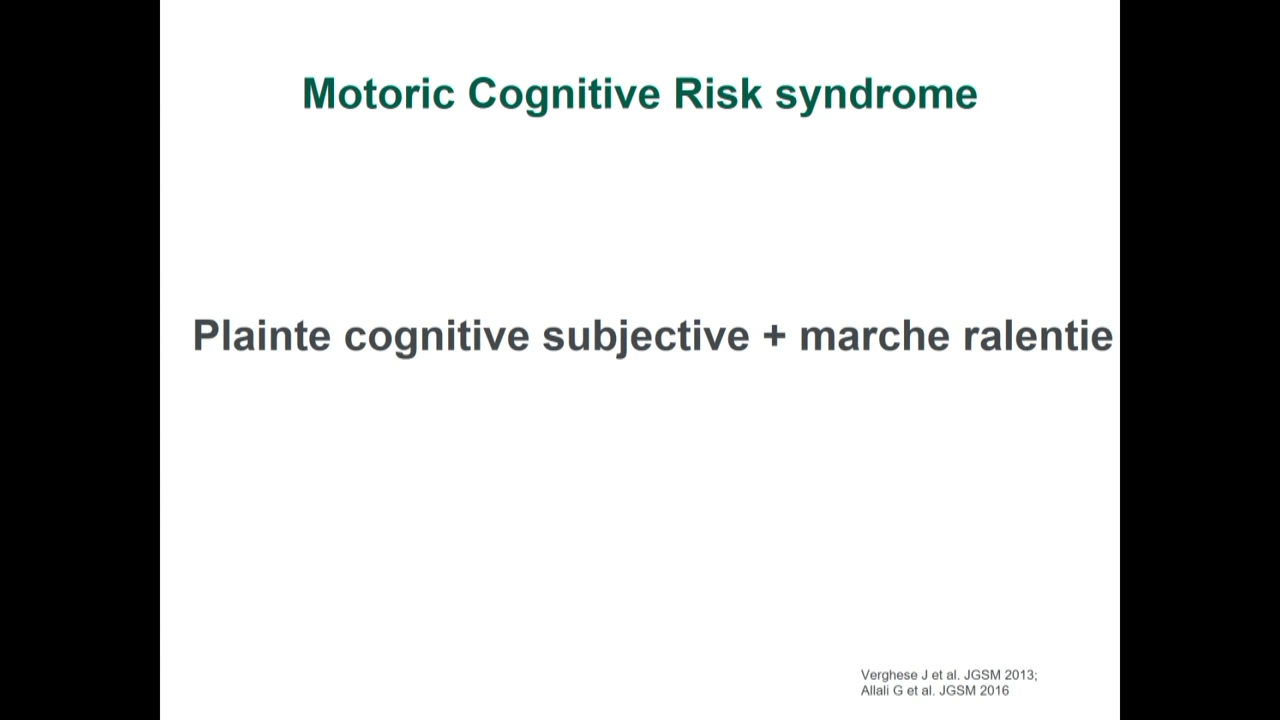 Motoric Cognitive Risk syndrome
Plainte cognitive subjective + marche ralentie
Verghese J et al. JGSM 2013;
Allali G et al. JGSM 2016